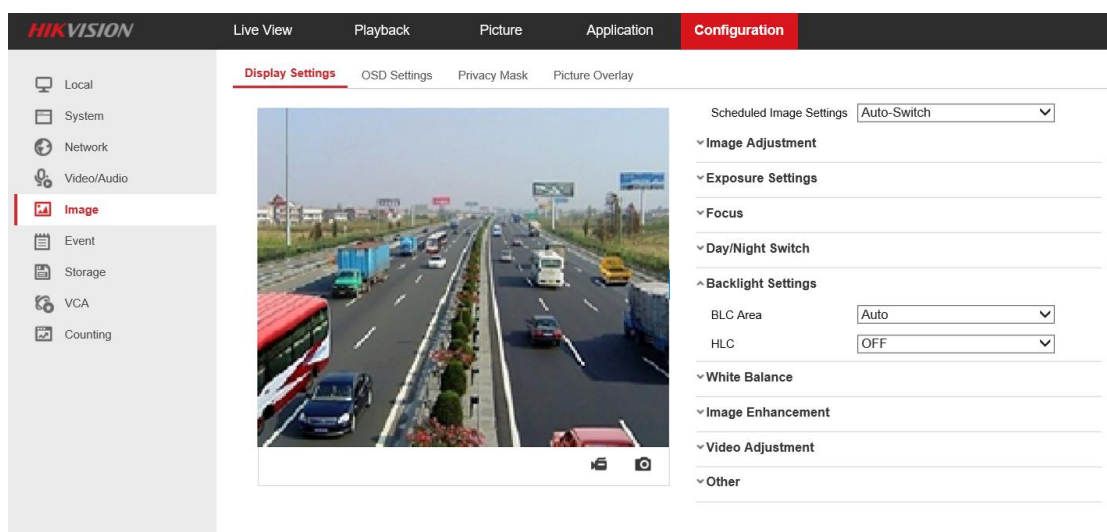 HIKVISION
Live View Playback Picture Application Configuration
Local
System
Network
Video/Audio
Image
Event
Storage
VCA
Counting
Display Settings OSD Settings Privacy Mask Picture Overlay
Scheduled Image Settings Auto-Switch
Image Adjustment
Exposure Settings
Focus
Day/Night Switch
Backlight Settings
BLC Area Auto
HLC OFF
White Balance
Image Enhancement
Video Adjustment
Other